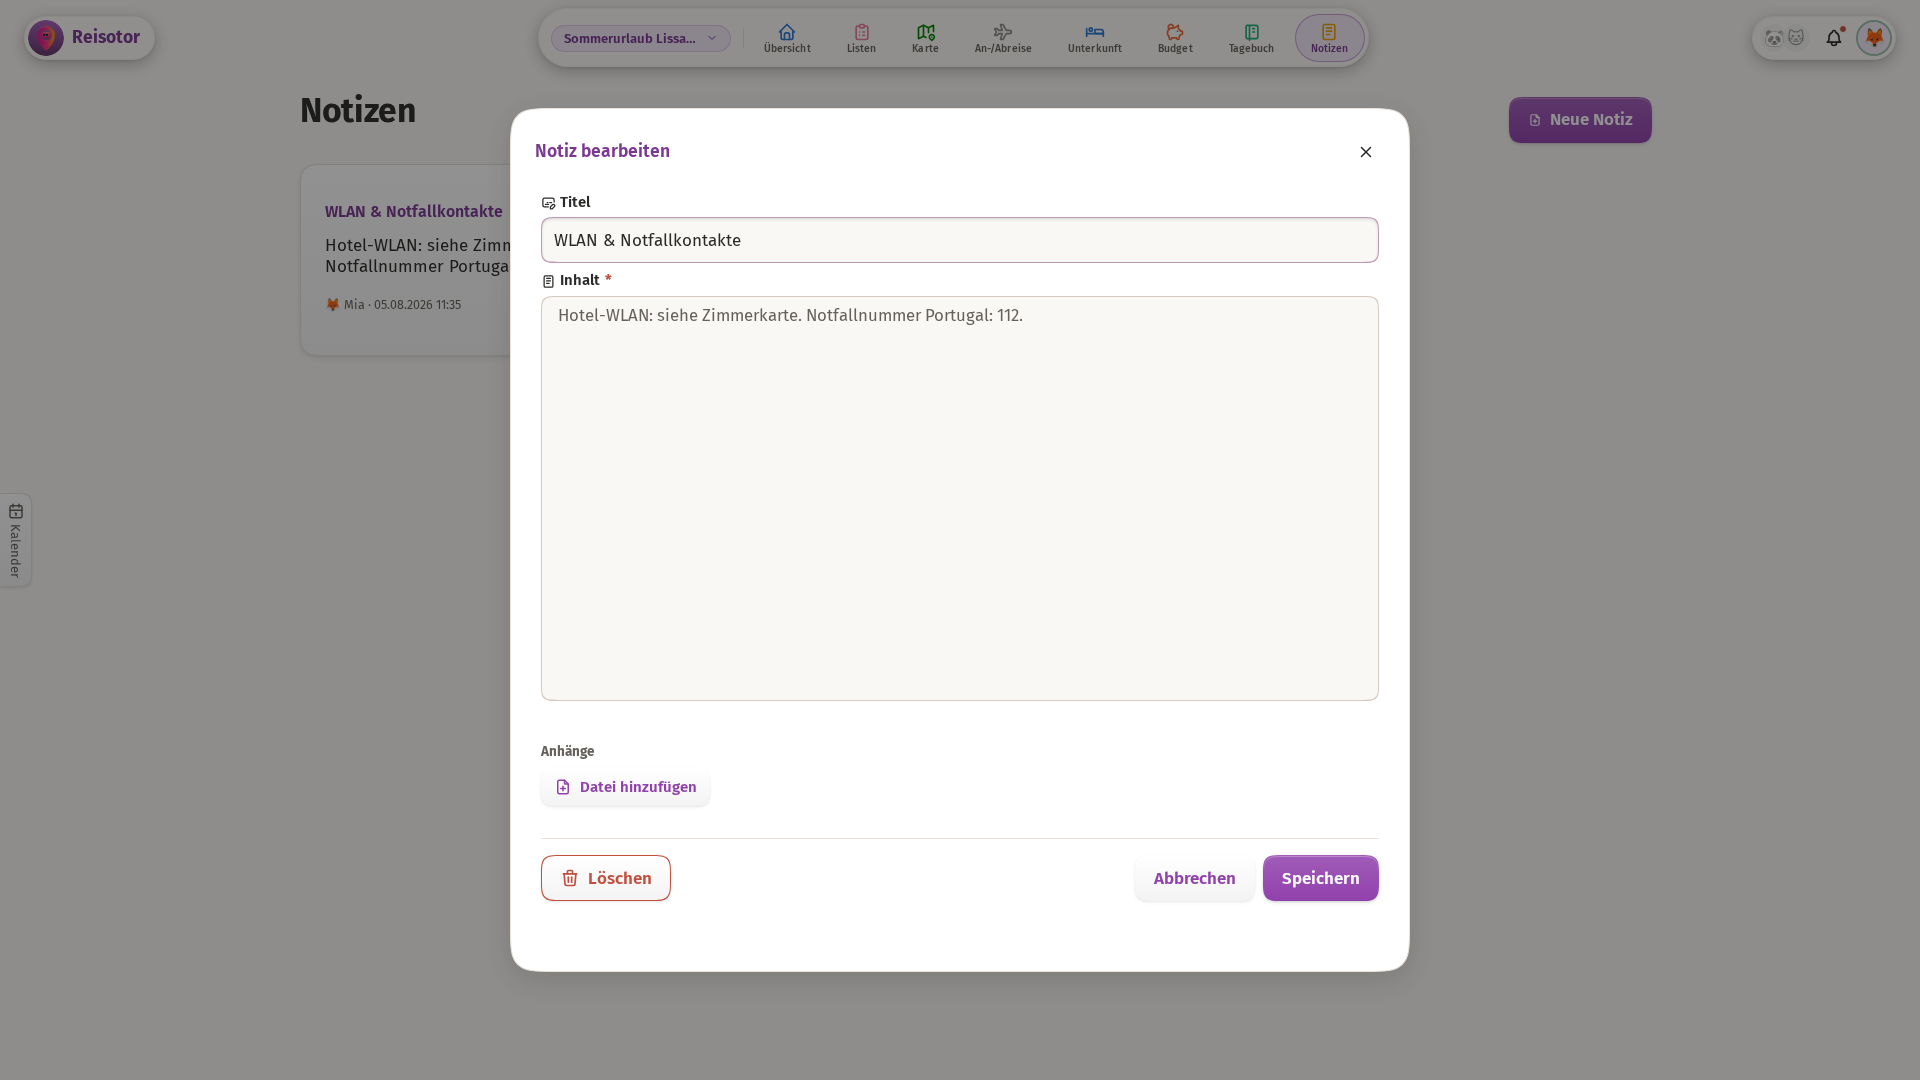 Reisotor
Sommerurlaub Lissa...
Übersicht
Listen
Karte
An-/Abreise
Unterkunft
Budget
Tagebuch
Notizen
Notizen
Neue Notiz
WLAN & Notfallkontakte
Hotel-WLAN: siehe Zimm
Notfallnummer Portuga
Mia · 05.08.2026 11:35
Kalender
Notiz bearbeiten
Titel
WLAN & Notfallkontakte
Inhalt *
Hotel-WLAN: siehe Zimmerkarte. Notfallnummer Portugal: 112.
Anhänge
Datei hinzufügen
Löschen
Abbrechen
Speichern